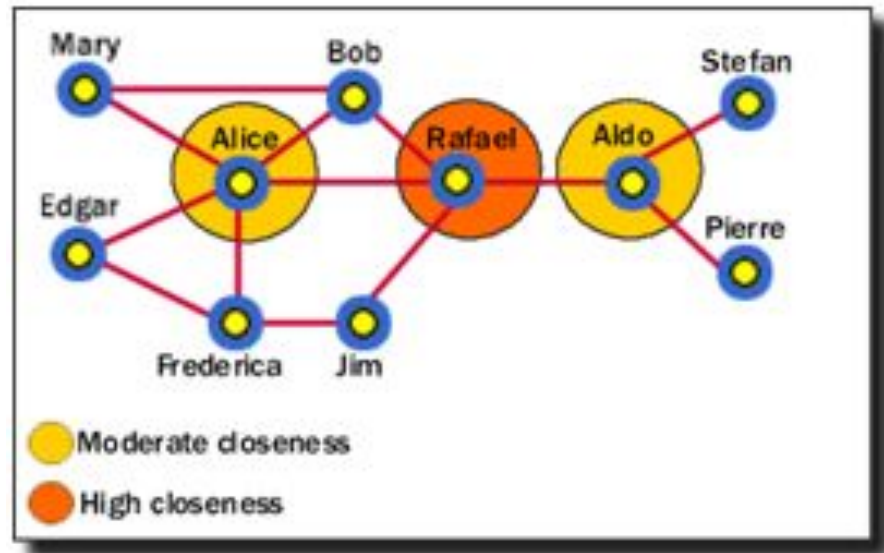 Mary
Bob
Stefan
Alice
Rafael
Aldo
Edgar
Pierre
Frederica
Jim
Moderate closeness
High closeness